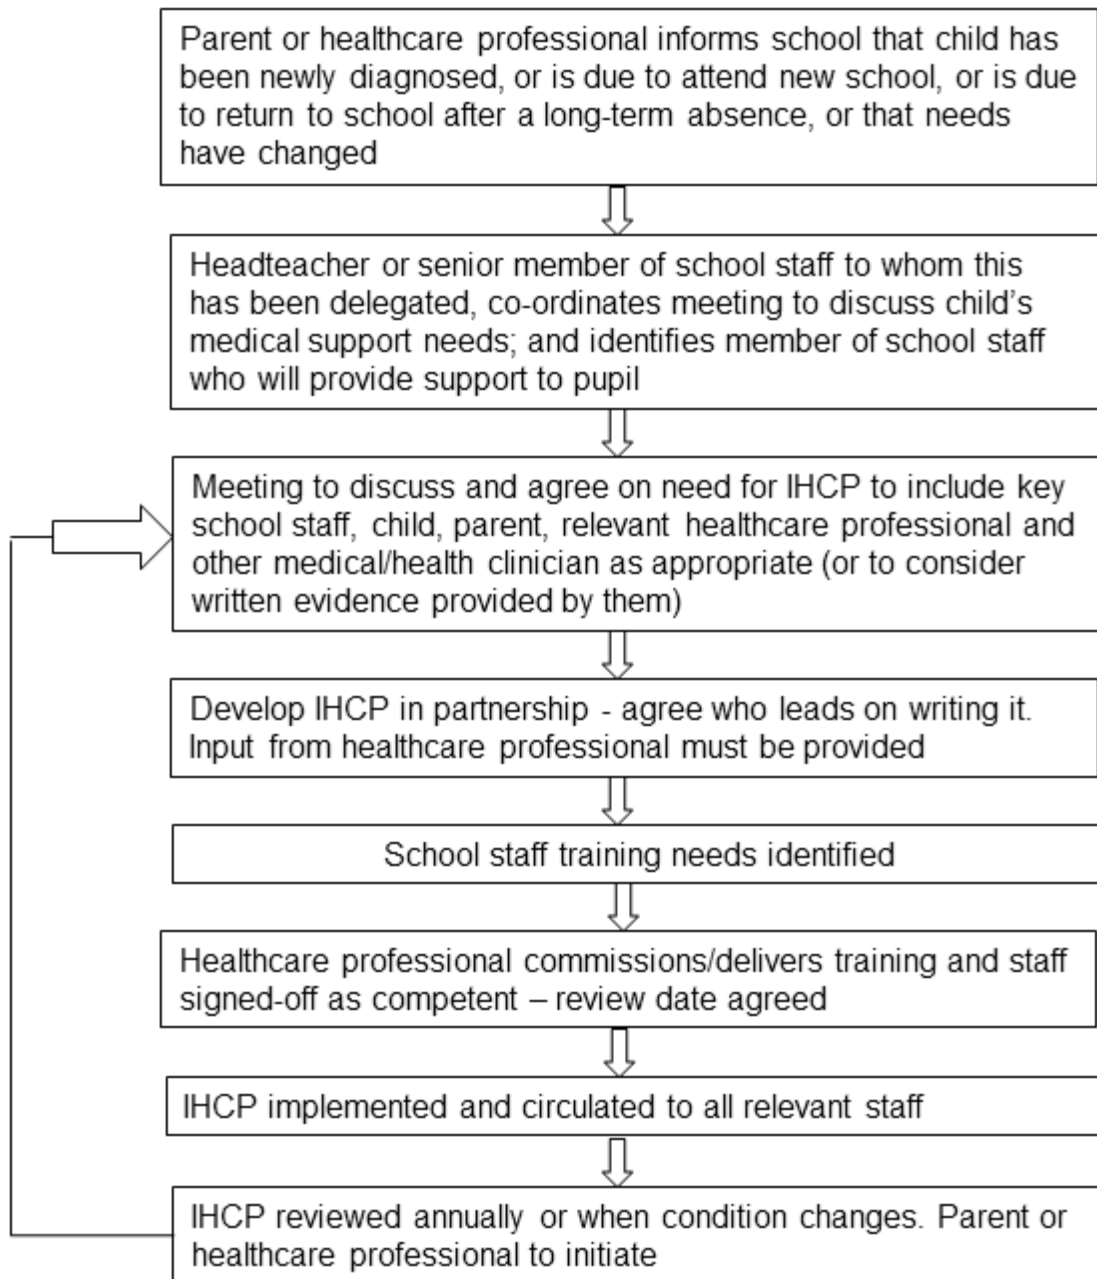 Parent or healthcare professional informs school that child has
been newly diagnosed, or is due to attend new school, or is due
to return to school after a long-term absence, or that needs
have changed
Headteacher or senior member of school staff to whom this
has been delegated, co-ordinates meeting to discuss child's
medical support needs; and identifies member of school staff
who will provide support to pupil
Meeting to discuss and agree on need for IHCP to include key
school staff, child, parent, relevant healthcare professional and
other medical/health clinician as appropriate (or to consider
written evidence provided by them)
Develop IHCP in partnership - agree who leads on writing it.
Input from healthcare professional must be provided
School staff training needs identified
Healthcare professional commissions/delivers training and staff
signed-off as competent – review date agreed
IHCP implemented and circulated to all relevant staff
IHCP reviewed annually or when condition changes. Parent or
healthcare professional to initiate